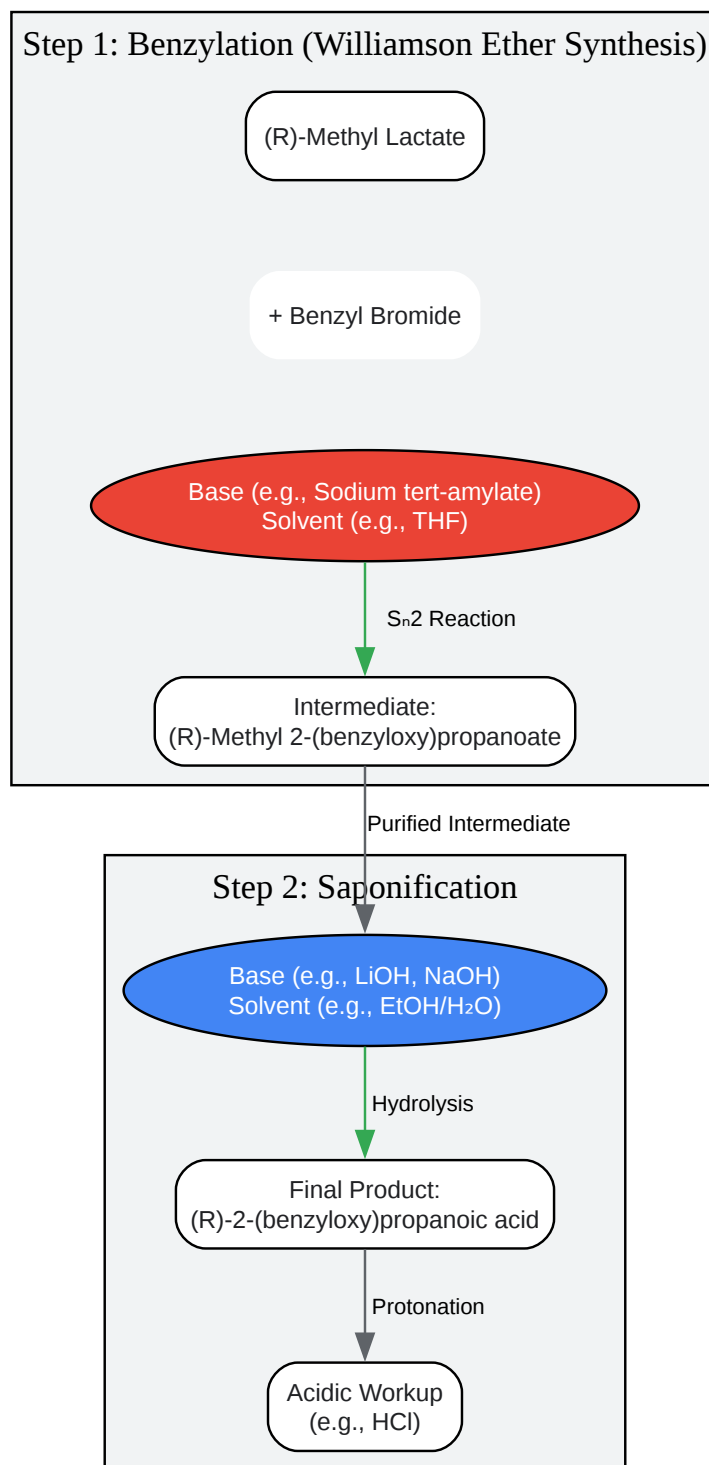 Step 1: Benzylation (Williamson Ether Synthesis)
(R)-Methyl Lactate
+ Benzyl Bromide
Base (e.g., Sodium tert-amylate)
Solvent (e.g., THF)
Sₙ2 Reaction
Intermediate:
(R)-Methyl 2-(benzyloxy)propanoate
Purified Intermediate
Step 2: Saponification
Base (e.g., LiOH, NaOH)
Solvent (e.g., EtOH/H₂O)
Hydrolysis
Final Product:
(R)-2-(benzyloxy)propanoic acid
Protonation
Acidic Workup
(e.g., HCl)